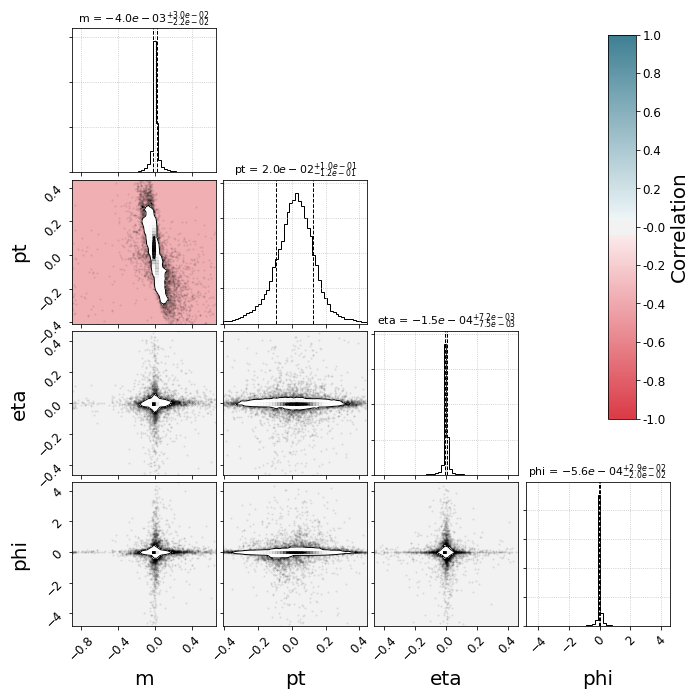 m = −4.0e − 03 +3.0e−02 −2.2e−02
pt = 2.0e − 02 +1.0e−01 −1.2e−01
eta = −1.5e − 04 +7.2e−03 −7.5e−03
phi = −5.6e − 04 +2.9e−02 −2.0e−02
pt
0.4
0.2
0.0
−0.2
−0.4
eta
0.4
0.2
0.0
−0.2
−0.4
phi
4
2
0
−2
−4
−0.8 −0.4 0.0 0.4
−0.4 −0.2 0.0 0.2 0.4
−0.4 −0.2 0.0 0.2 0.4
−4 −2 0 2 4
m pt eta phi
1.0
0.8
0.6
0.4
0.2
0.0
−0.2
−0.4
−0.6
−0.8
−1.0
Correlation